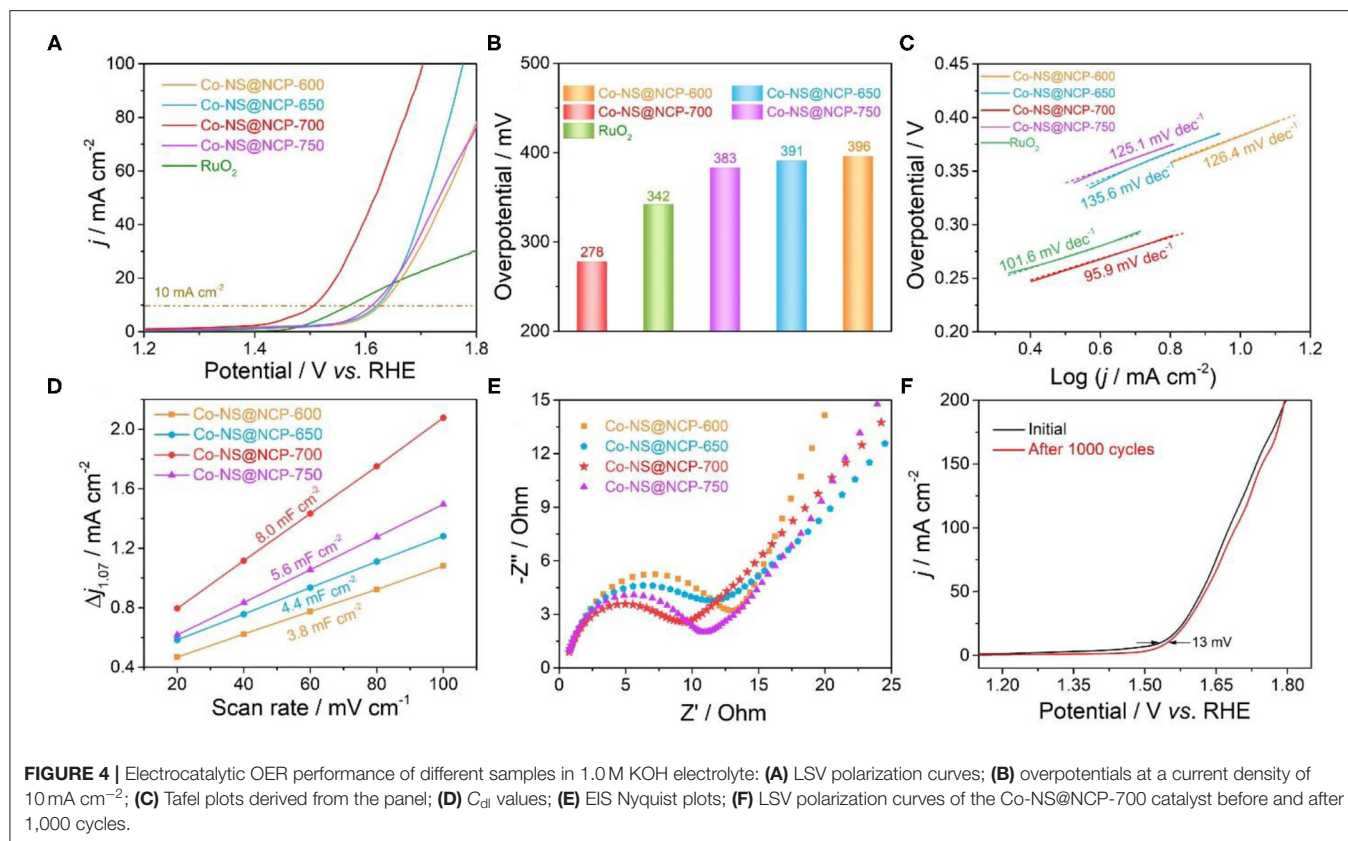 A
100
80
60
40
20
0
j / mA cm⁻²
Co-NS@NCP-600
Co-NS@NCP-650
Co-NS@NCP-700
Co-NS@NCP-750
RuO₂
10 mA cm⁻²
1.2 1.4 1.6 1.8
Potential / V vs. RHE
B
500
400
300
200
Overpotential / mV
Co-NS@NCP-600 Co-NS@NCP-650
Co-NS@NCP-700 Co-NS@NCP-750
RuO₂
278 342 383 391 396
C
0.45
0.40
0.35
0.30
0.25
0.20
Overpotential / V
Co-NS@NCP-600
Co-NS@NCP-650
Co-NS@NCP-700
Co-NS@NCP-750
RuO₂
125.1 mV dec⁻¹
126.4 mV dec⁻¹
135.6 mV dec⁻¹
101.6 mV dec⁻¹
95.9 mV dec⁻¹
0.4 0.6 0.8 1.0 1.2
Log (j / mA cm⁻²)
D
2.0
1.6
1.2
0.8
0.4
Δj₁.₀₇ / mA cm⁻²
Co-NS@NCP-600
Co-NS@NCP-650
Co-NS@NCP-700
Co-NS@NCP-750
8.0 mF cm⁻²
5.6 mF cm⁻²
4.4 mF cm⁻²
3.8 mF cm⁻²
20 40 60 80 100
Scan rate / mV cm⁻¹
E
15
12
9
6
3
0
-Z" / Ohm
Co-NS@NCP-600
Co-NS@NCP-650
Co-NS@NCP-700
Co-NS@NCP-750
0 5 10 15 20 25
Z' / Ohm
F
200
150
100
50
0
j / mA cm⁻²
Initial
After 1000 cycles
13 mV
1.20 1.35 1.50 1.65 1.80
Potential / V vs. RHE
FIGURE 4 | Electrocatalytic OER performance of different samples in 1.0 M KOH electrolyte: (A) LSV polarization curves; (B) overpotentials at a current density of
10 mA cm⁻²; (C) Tafel plots derived from the panel; (D) Cdl values; (E) EIS Nyquist plots; (F) LSV polarization curves of the Co-NS@NCP-700 catalyst before and after
1,000 cycles.